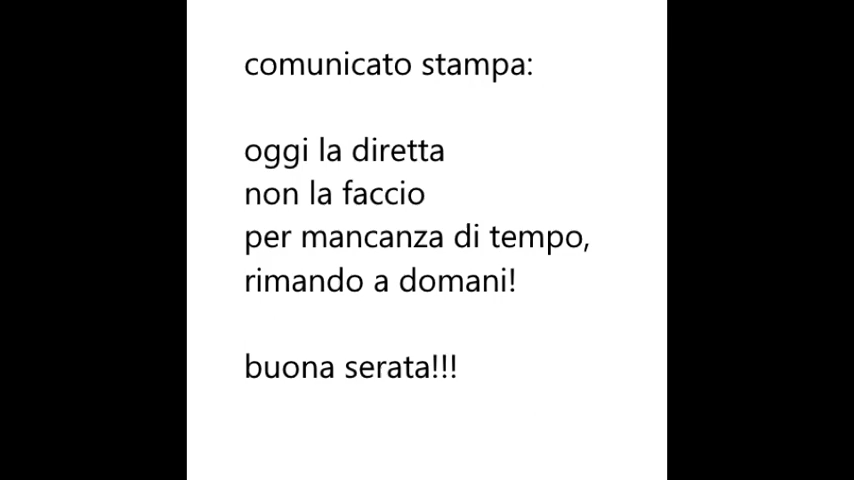 comunicato stampa:
oggi la diretta
non la faccio
per mancanza di tempo,
rimando a domani!
buona serata!!!